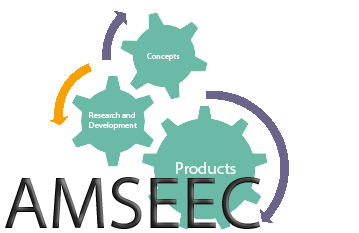 Concepts
Research and
Development
Products
AMSEEC